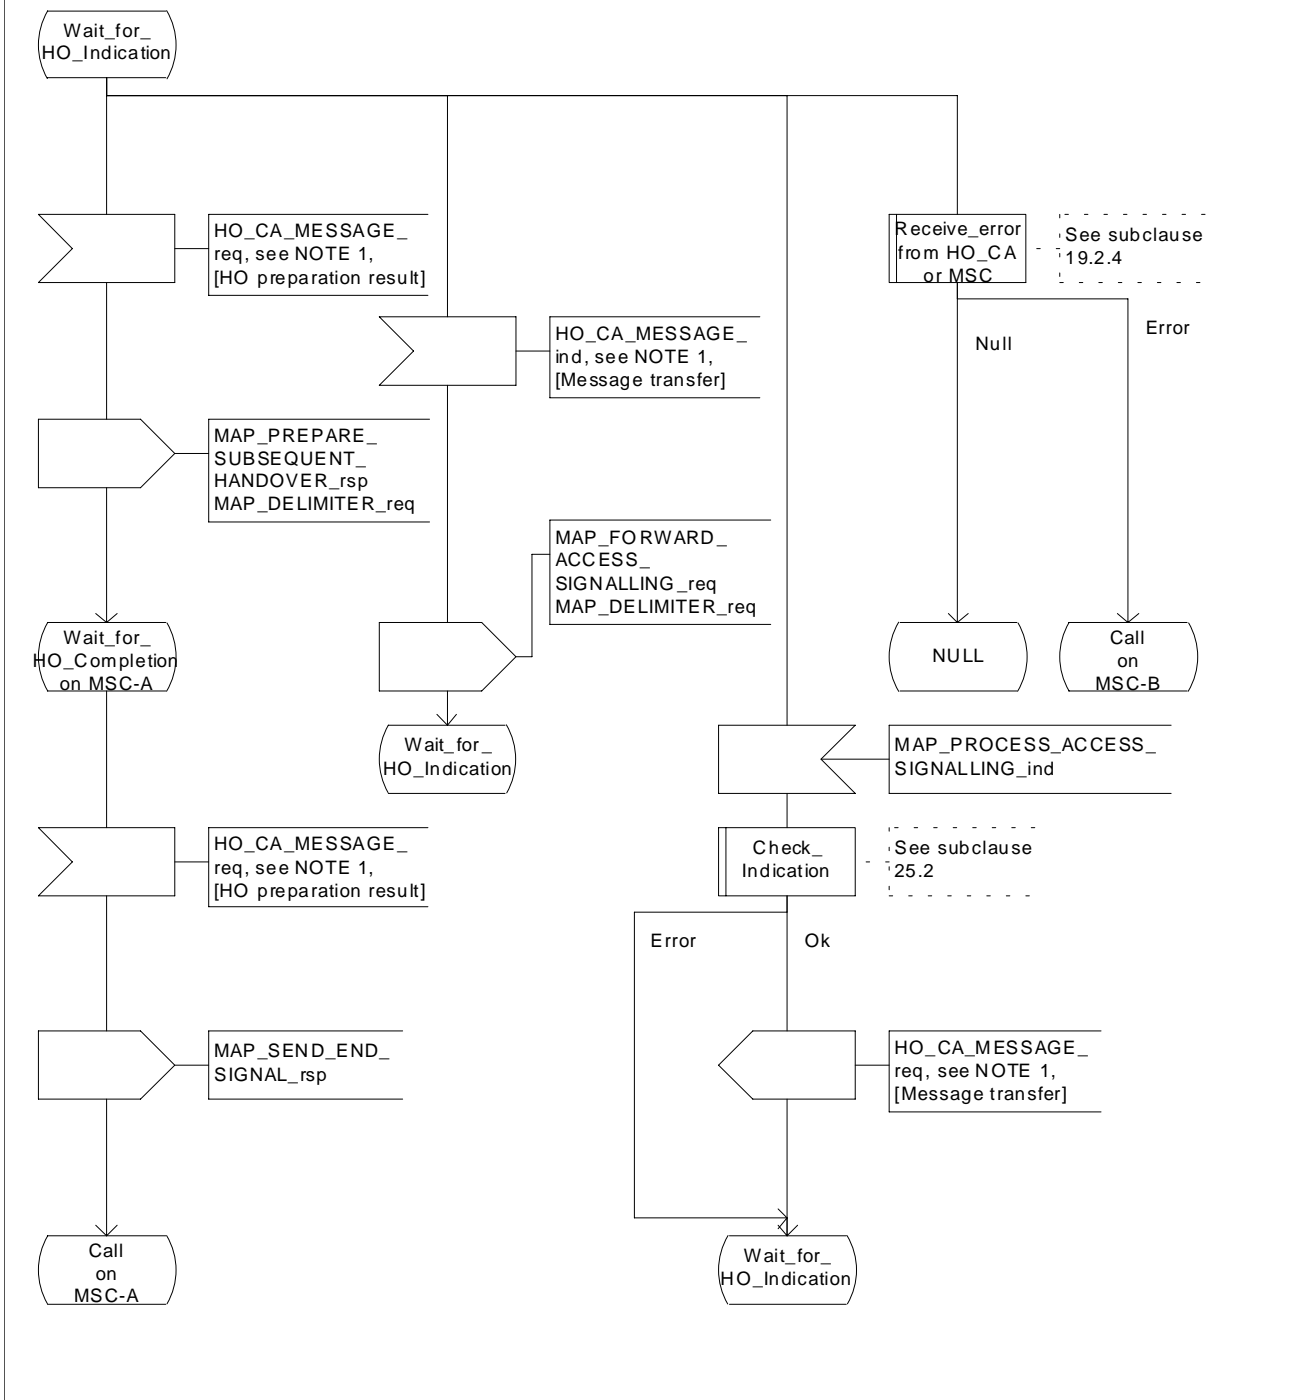 Wait_for_
HO_Indication
HO_CA_MESSAGE_
req, see NOTE 1,
[HO preparation result]
Receive_error
from HO_CA
or MSC
See subclause
19.2.4
HO_CA_MESSAGE_
ind, see NOTE 1,
[Message transfer]
Null
Error
MAP_PREPARE_
SUBSEQUENT_
HANDOVER_rsp
MAP_DELIMITER_req
MAP_FORWARD_
ACCESS_
SIGNALLING_req
MAP_DELIMITER_req
Wait_for_
HO_Completion
on MSC-A
NULL
Call
on
MSC-B
Wait_for_
HO_Indication
MAP_PROCESS_ACCESS_
SIGNALLING_ind
HO_CA_MESSAGE_
req, see NOTE 1,
[HO preparation result]
Check_
Indication
See subclause
25.2
Error
Ok
MAP_SEND_END_
SIGNAL_rsp
HO_CA_MESSAGE_
req, see NOTE 1,
[Message transfer]
Call
on
MSC-A
Wait_for_
HO_Indication